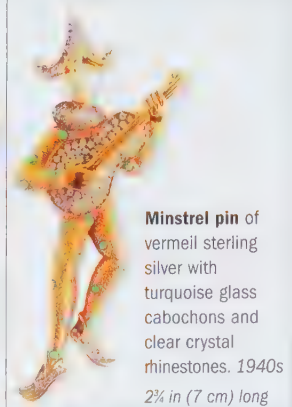 Minstrel pin of
vermeil sterling
silver with
turquoise glass
cabochons and
clear crystal
rhinestones. 1940s
2¾ in (7 cm) long